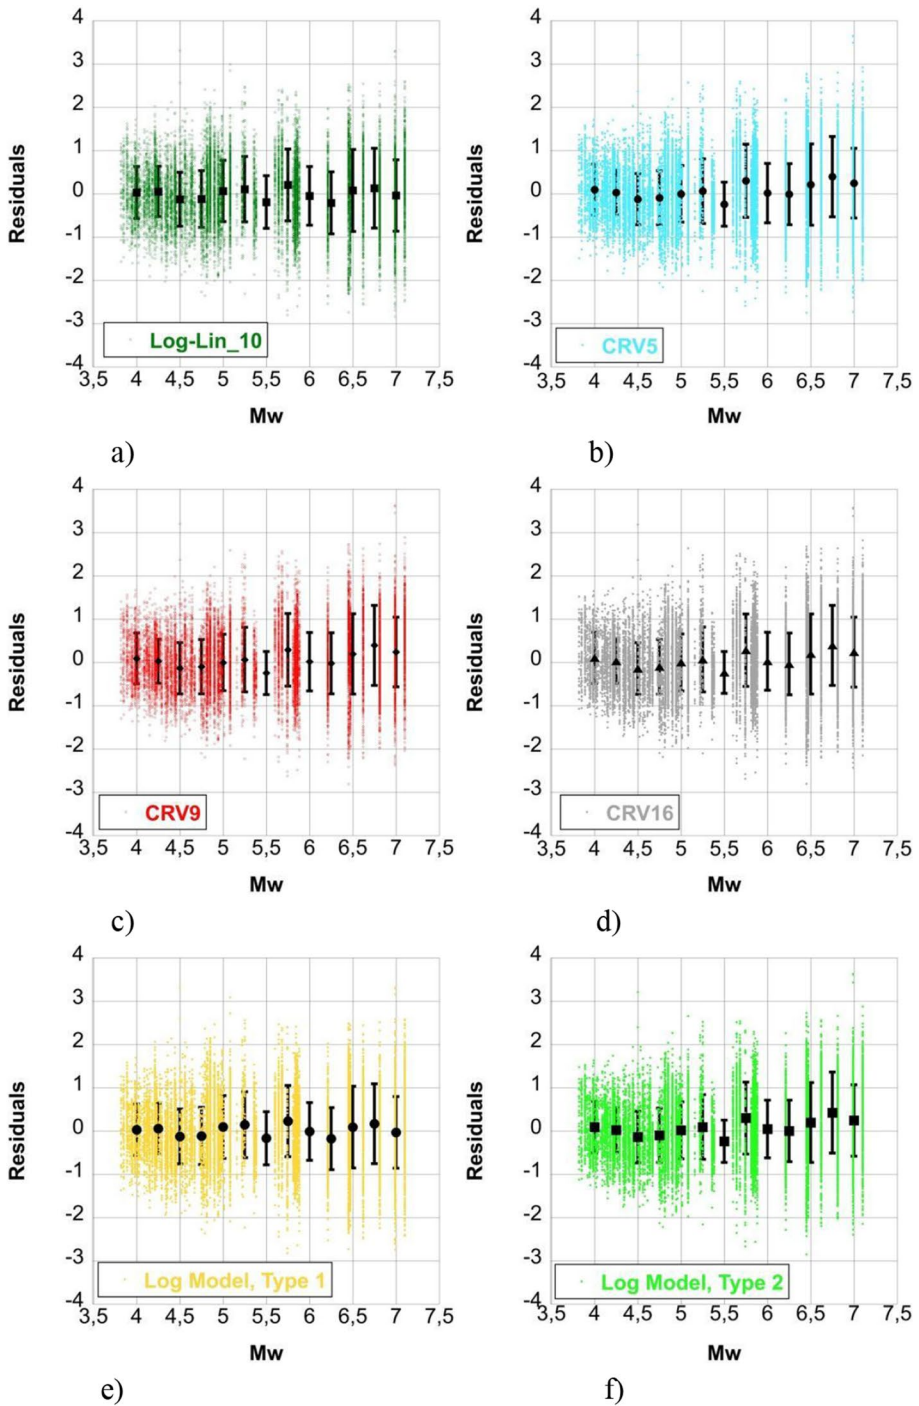 4 4
3 3
2 2
1 1
0 0
-1 -1
-2 -2
-3 -3
-4 -4
Residuals Residuals
Log-Lin_10 CRV5
3,5 4 4,5 5 5,5 6 6,5 7 7,5 3,5 4 4,5 5 5,5 6 6,5 7 7,5
Mw Mw
a) b)
4 4
3 3
2 2
1 1
0 0
-1 -1
-2 -2
-3 -3
-4 -4
Residuals Residuals
CRV9 CRV16
3,5 4 4,5 5 5,5 6 6,5 7 7,5 3,5 4 4,5 5 5,5 6 6,5 7 7,5
Mw Mw
c) d)
4 4
3 3
2 2
1 1
0 0
-1 -1
-2 -2
-3 -3
-4 -4
Residuals Residuals
Log Model, Type 1 Log Model, Type 2
3,5 4 4,5 5 5,5 6 6,5 7 7,5 3,5 4 4,5 5 5,5 6 6,5 7 7,5
Mw Mw
e) f)